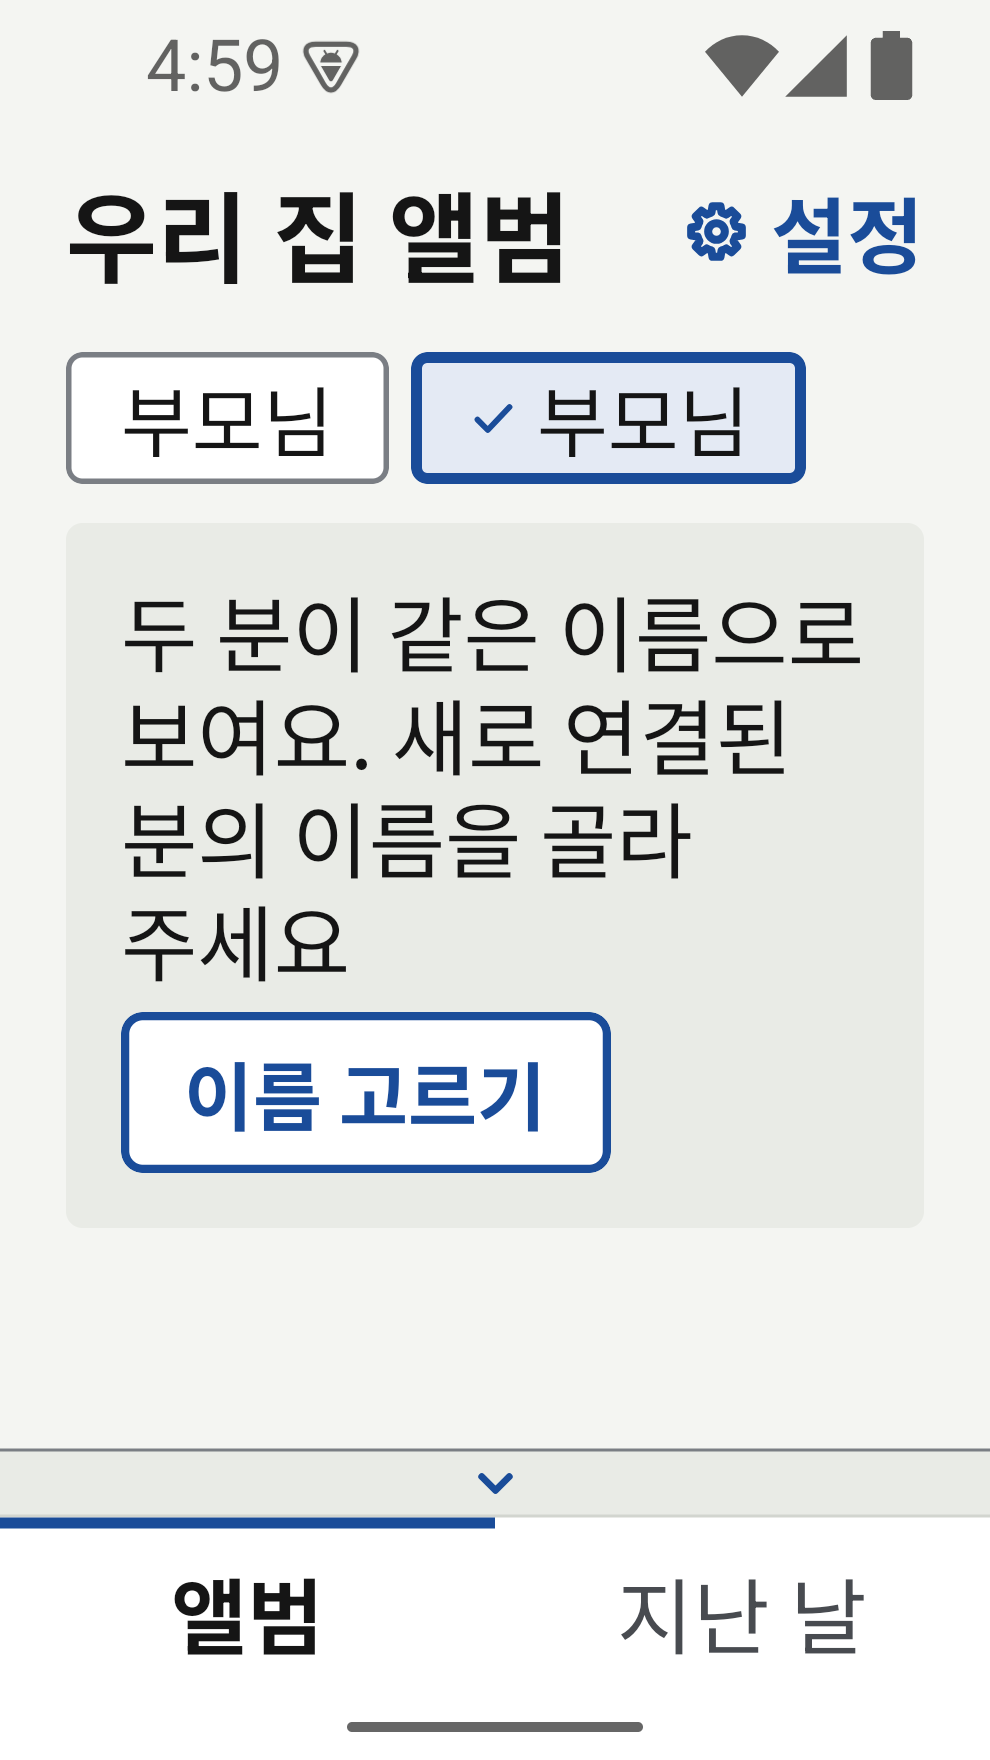 4:59
우리 집 앨범
설정
부모님
부모님
두 분이 같은 이름으로
보여요. 새로 연결된
분의 이름을 골라
주세요
이름 고르기
앨범
지난 날